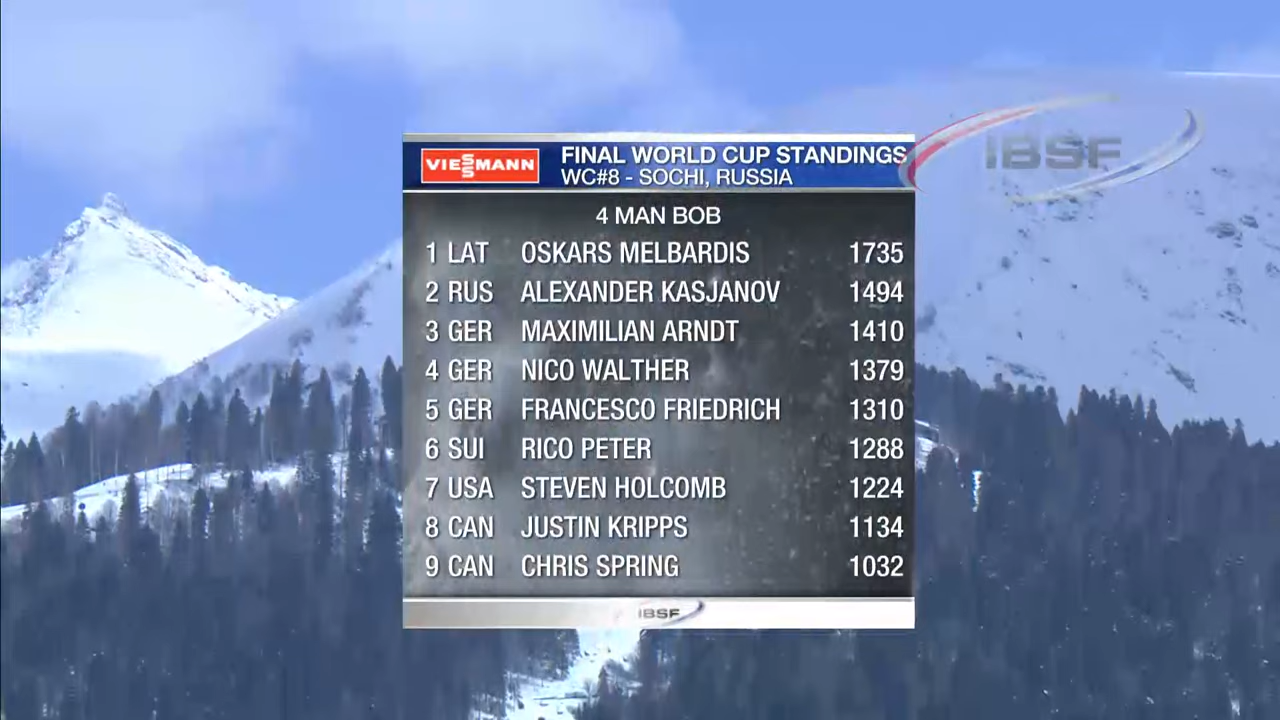 VIESSMANN
FINAL WORLD CUP STANDINGS
WC#8 - SOCHI, RUSSIA
IBSF
4 MAN BOB
1 LAT OSKARS MELBARDIS 1735
2 RUS ALEXANDER KASJANOV 1494
3 GER MAXIMILIAN ARNDT 1410
4 GER NICO WALTHER 1379
5 GER FRANCESCO FRIEDRICH 1310
6 SUI RICO PETER 1288
7 USA STEVEN HOLCOMB 1224
8 CAN JUSTIN KRIPPS 1134
9 CAN CHRIS SPRING 1032
IBSF